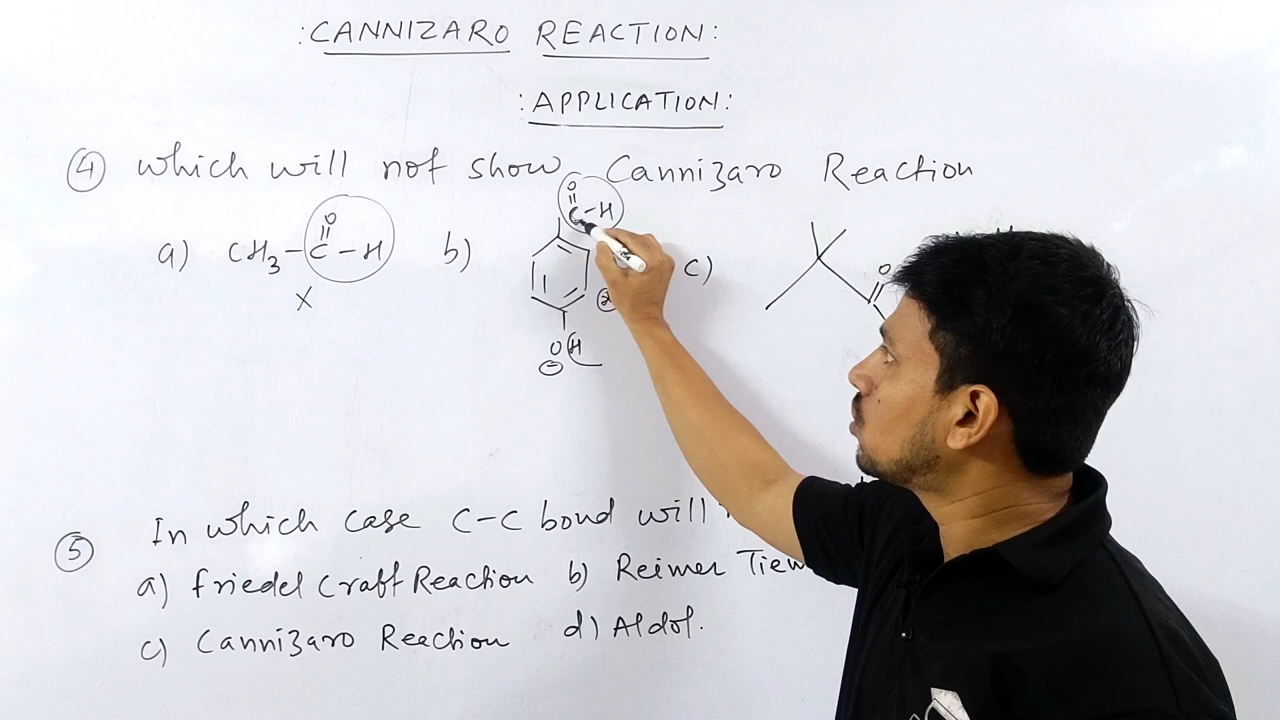 : CANNIZARO REACTION :
: APPLICATION :
④ Which will not show Cannizaro Reaction
a) CH3-C-H b) C-H c)
O O O
X ②
OH
⊖
⑤ In which case C-C bond will
a) friedel Craft Reaction b) Reimer
c) Cannizaro Reaction d) Aldol.